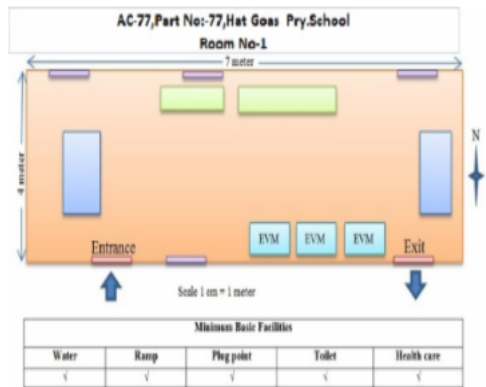 AC-77,Part No:-77,Hat Goas Pry.School
Room No-1
7 meter
4 meter
N
EVM EVM EVM
Entrance
Exit
Scale 1 cm = 1 meter
Minimum Basic Facilities
Water Ramp Plug point Toilet Health care
√ √ √ √ √